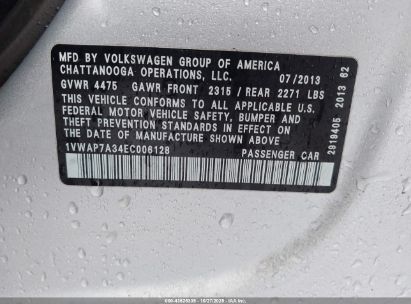 MFD BY VOLKSWAGEN GROUP OF AMERICA
CHATTANOOGA OPERATIONS, LLC. 07/2013
GVWR 4475 GAWR FRONT 2315 / REAR 2271 LBS
THIS VEHICLE CONFORMS TO ALL APPLICABLE U.S.
FEDERAL MOTOR VEHICLE SAFETY, BUMPER AND
THEFT PREVENTION STANDARDS IN EFFECT ON
THE DATE OF MANUFACTURE SHOWN ABOVE
1VWAP7A34EC006128 PASSENGER CAR
2919405 2013 62